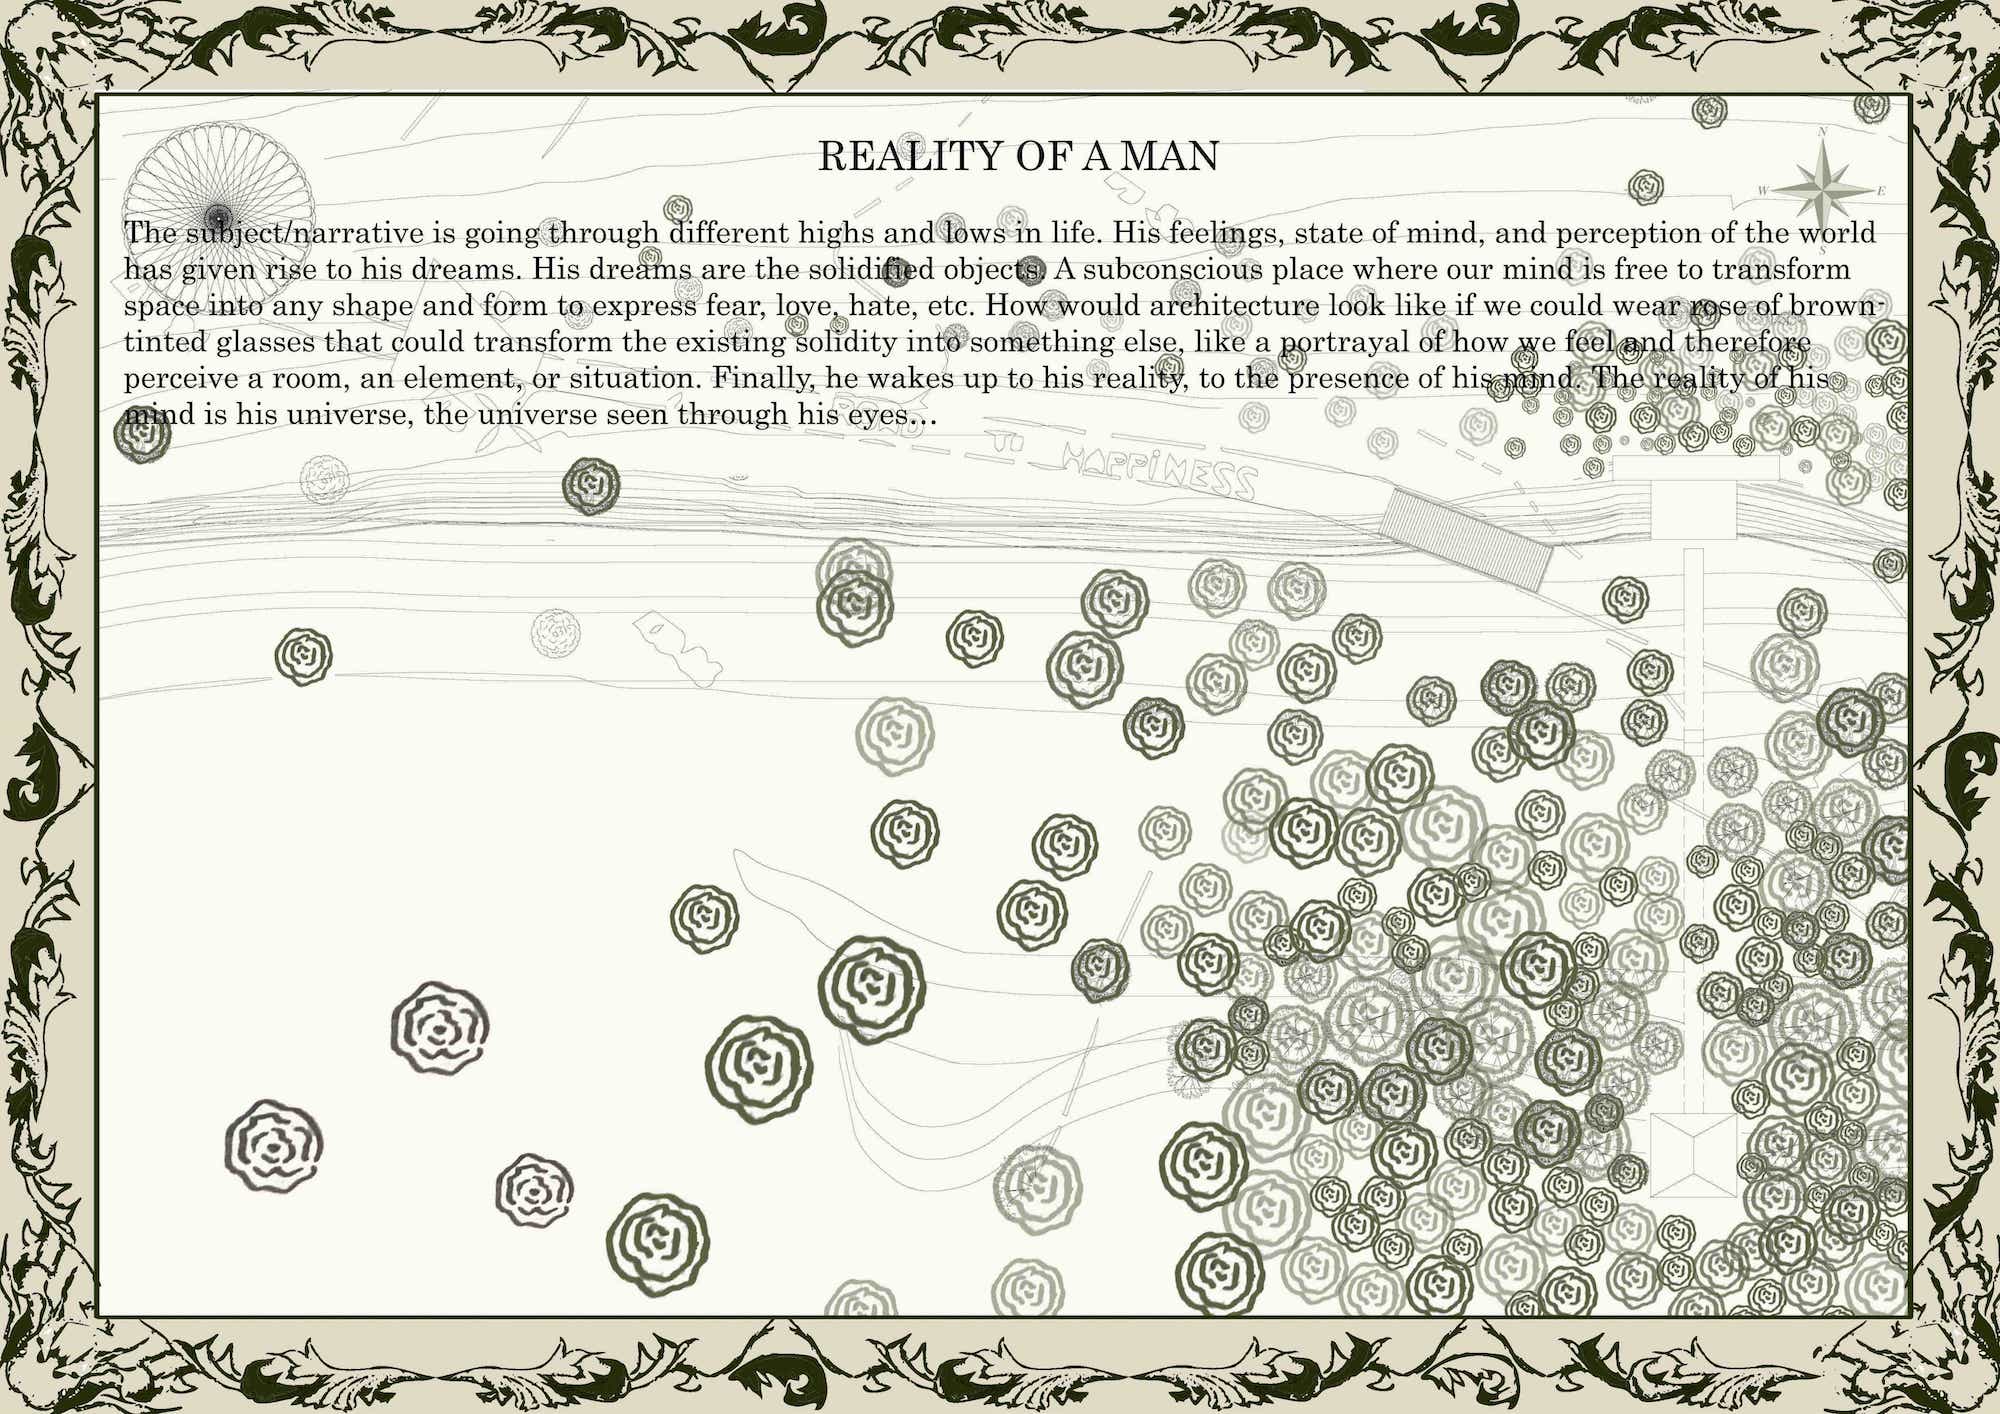 REALITY OF A MAN
N
W E
S
The subject/narrative is going through different highs and lows in life. His feelings, state of mind, and perception of the world
has given rise to his dreams. His dreams are the solidified objects. A subconscious place where our mind is free to transform
space into any shape and form to express fear, love, hate, etc. How would architecture look like if we could wear rose of brown-
tinted glasses that could transform the existing solidity into something else, like a portrayal of how we feel and therefore
perceive a room, an element, or situation. Finally, he wakes up to his reality, to the presence of his mind. The reality of his
mind is his universe, the universe seen through his eyes...
ROAD TO HAPPINESS